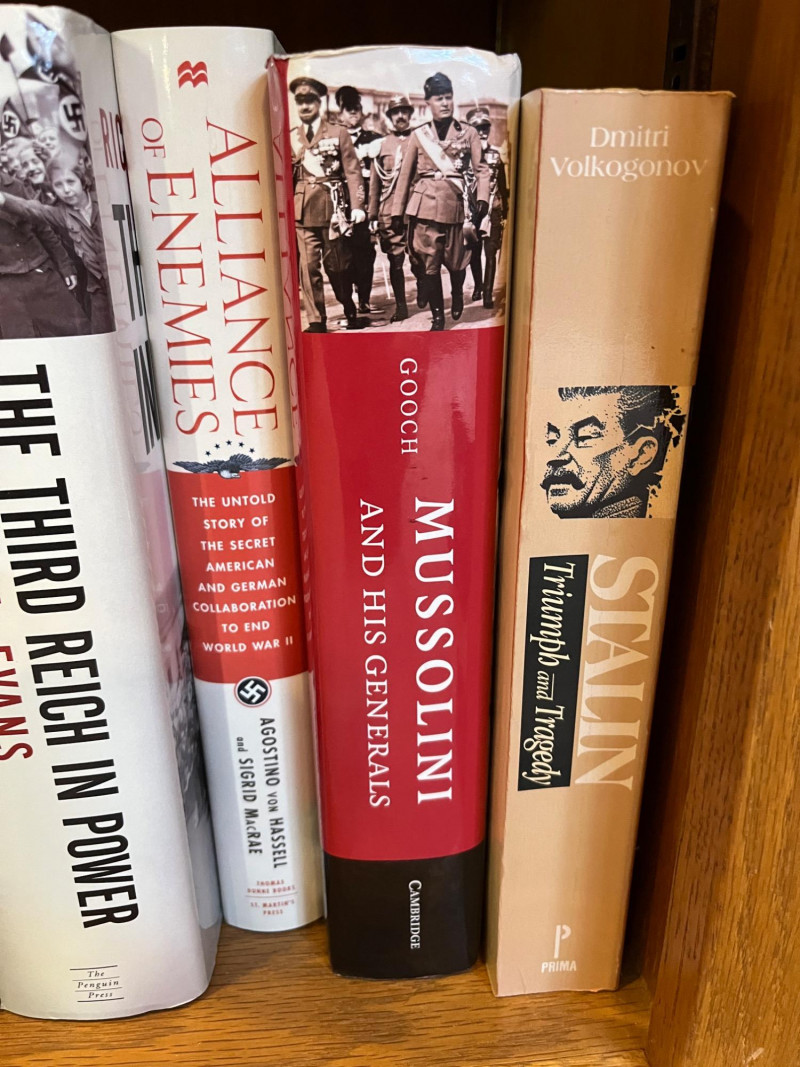 THE THIRD REICH IN POWER
EVANS
The
Penguin
Press
RIC
ALLIANCE
OF ENEMIES
THE UNTOLD
STORY OF
THE SECRET
AMERICAN
AND GERMAN
COLLABORATION
TO END
WORLD WAR II
AGOSTINO VON HASSELL
and SIGRID MACRAE
THOMAS
DUNNE BOOKS
ST. MARTIN'S
PRESS
GOOCH
MUSSOLINI
AND HIS GENERALS
CAMBRIDGE
Dmitri
Volkogonov
STALIN
Triumph and Tragedy
P
PRIMA